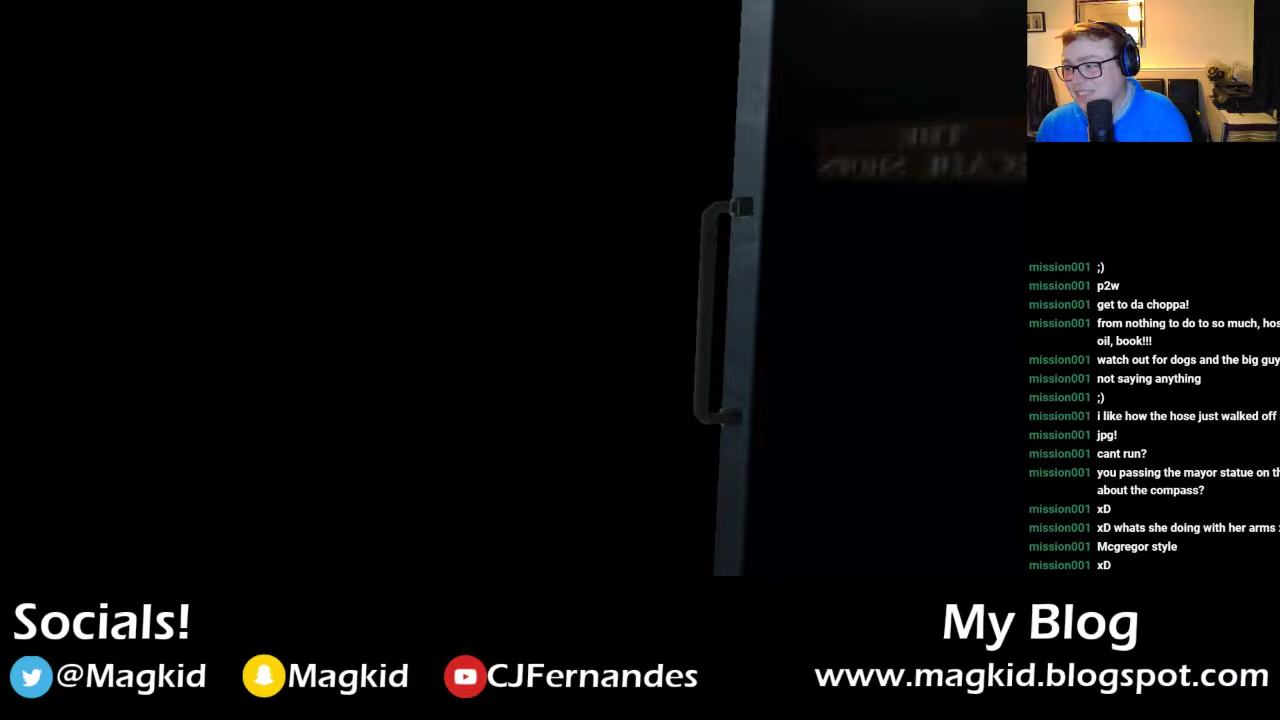 mission001 ;)
mission001 p2w
mission001 get to da choppa!
mission001 from nothing to do to so much,
oil, book!!!
mission001 watch out for dogs and the big guy
mission001 not saying anything
mission001 ;)
mission001 i like how the hose just walked off
mission001 jpg!
mission001 cant run?
mission001 you passing the mayor statue on
about the compass?
mission001 xD
mission001 xD whats she doing with her arms
mission001 Mcgregor style
mission001 xD
Socials!
My Blog
@Magkid
Magkid
CJFernandes
www.magkid.blogspot.com